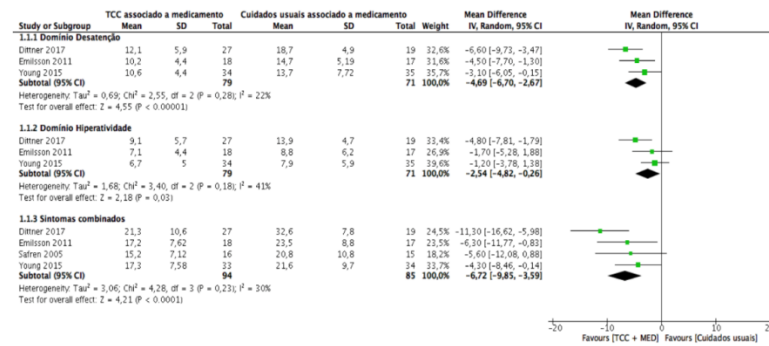 TCC associado a medicamento Cuidados usuais associado a medicamento Mean Difference Mean Difference
Study or Subgroup Mean SD Total Mean SD Total Weight IV, Random, 95% CI IV, Random, 95% CI
1.1.1 Domínio Desatenção
Dittner 2017 12,1 5,9 27 18,7 4,9 19 32,6% -6,60 [-9,73, -3,47]
Emilsson 2011 10,2 4,4 18 14,7 5,19 17 31,5% -4,50 [-7,70, -1,30]
Young 2015 10,6 4,4 34 13,7 7,72 35 35,9% -3,10 [-6,05, -0,15]
Subtotal (95% CI) 79 71 100,0% -4,69 [-6,70, -2,67]
Heterogeneity: Tau² = 0,69; Chi² = 2,55, df = 2 (P = 0,28); I² = 22%
Test for overall effect: Z = 4,55 (P < 0.00001)
1.1.2 Domínio Hiperatividade
Dittner 2017 9,1 5,7 27 13,9 4,7 19 33,4% -4,80 [-7,81, -1,79]
Emilsson 2011 7,1 4,4 18 8,8 6,2 17 26,9% -1,70 [-5,28, 1,88]
Young 2015 6,7 5 34 7,9 5,9 35 39,7% -1,20 [-3,78, 1,38]
Subtotal (95% CI) 79 71 100,0% -2,54 [-4,82, -0,26]
Heterogeneity: Tau² = 1,68; Chi² = 3,40, df = 2 (P = 0,18); I² = 41%
Test for overall effect: Z = 2,18 (P = 0,03)
1.1.3 Sintomas combinados
Dittner 2017 21,3 10,6 27 32,6 7,8 19 24,5% -11,30 [-16,62, -5,98]
Emilsson 2011 17,2 7,62 18 23,5 8,8 17 23,5% -6,30 [-11,77, -0,83]
Safren 2005 15,2 7,12 16 20,8 10,8 15 18,2% -5,60 [-12,08, 0,88]
Young 2015 17,3 7,58 33 21,6 9,7 34 33,7% -4,30 [-8,46, -0,14]
Subtotal (95% CI) 94 85 100,0% -6,72 [-9,85, -3,59]
Heterogeneity: Tau² = 3,06; Chi² = 4,28, df = 3 (P = 0,23); I² = 30%
Test for overall effect: Z = 4,21 (P < 0.0001)
-20 -10 0 10 20
Favours [TCC + MED] Favours [Cuidados usuais]